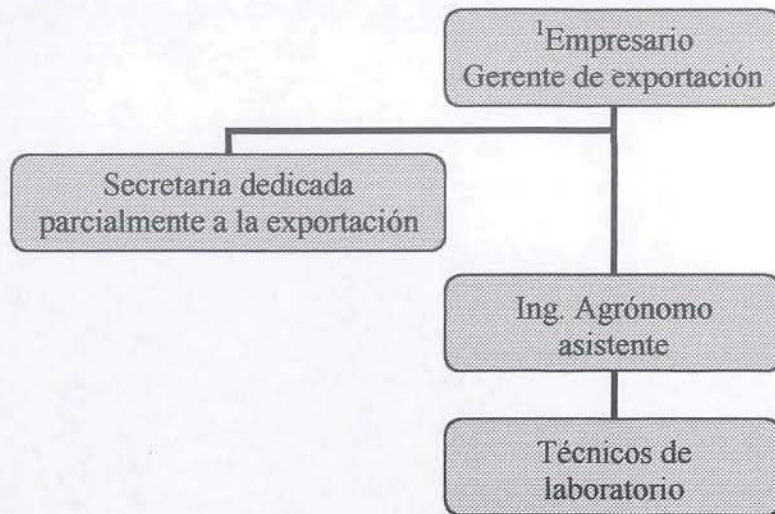 ¹Empresario
Gerente de exportación
Secretaria dedicada
parcialmente a la exportación
Ing. Agrónomo
asistente
Técnicos de
laboratorio